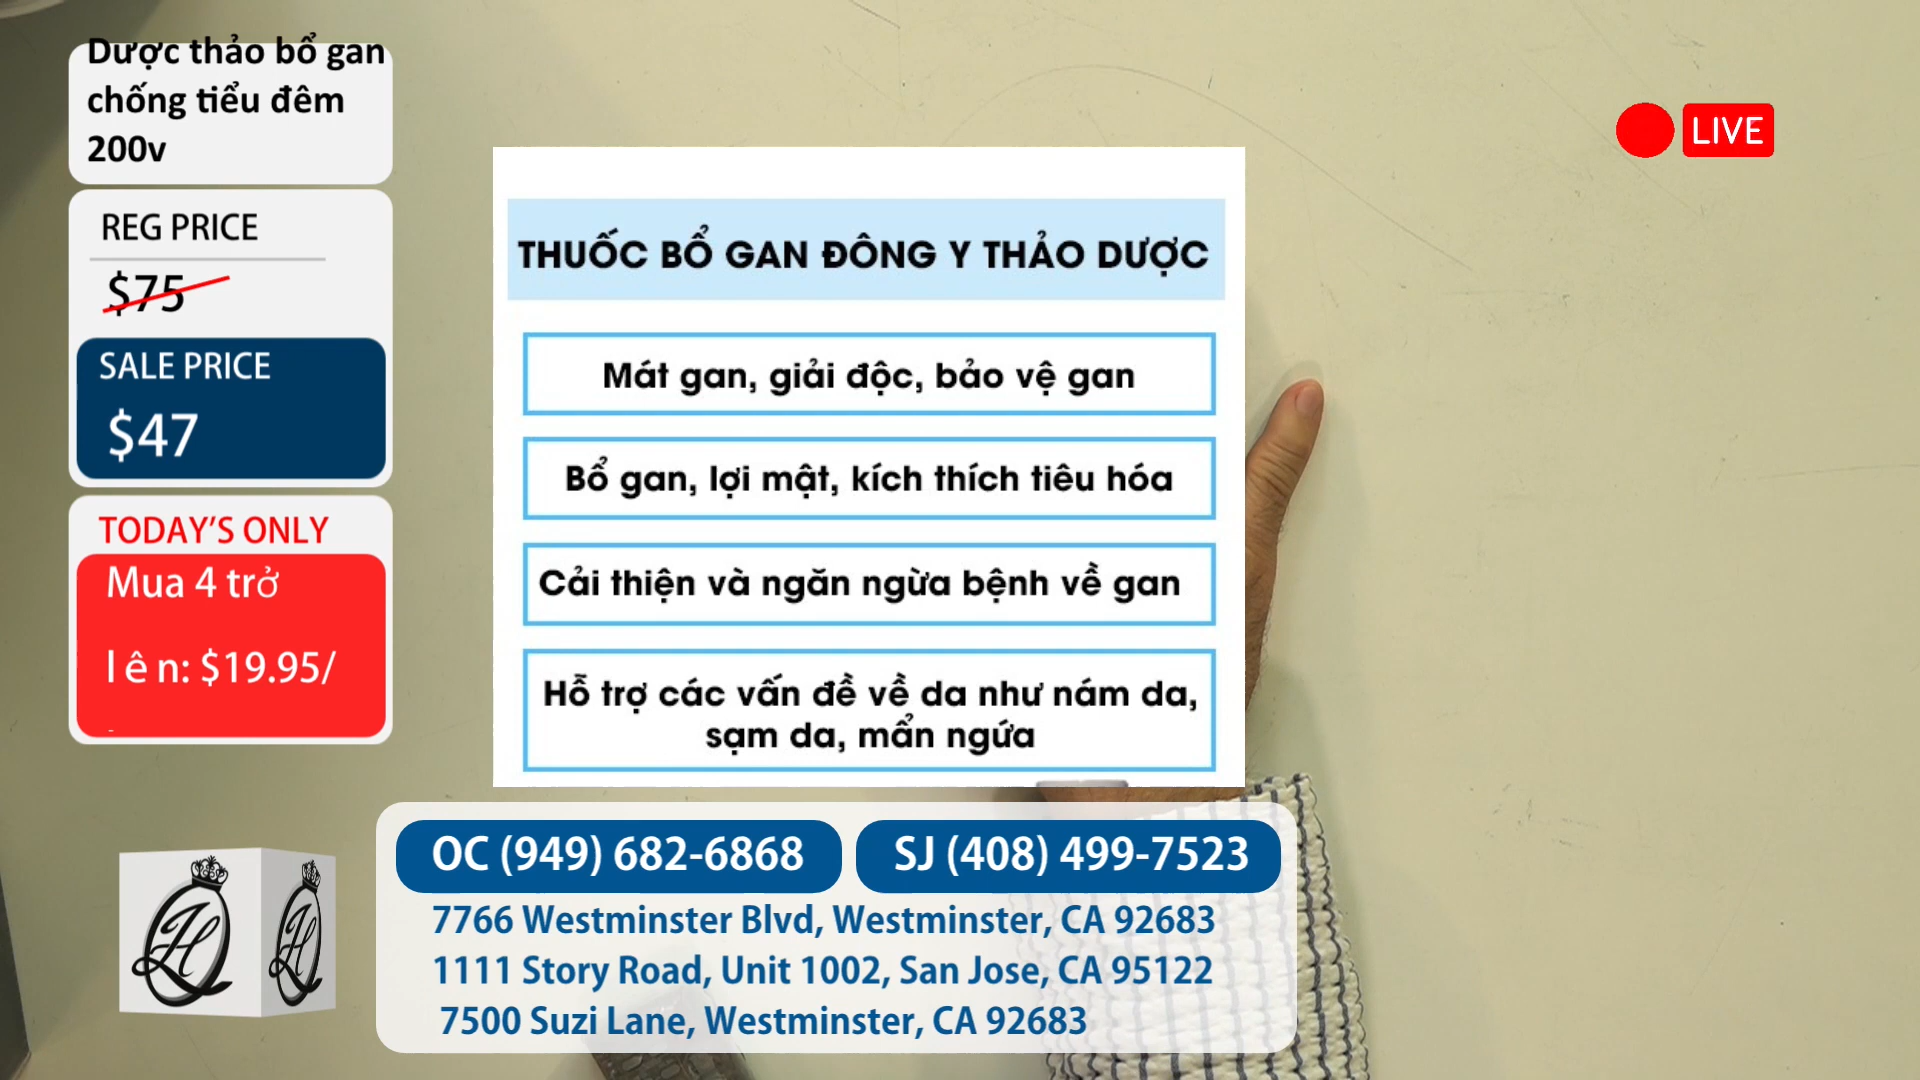 Dược thảo bổ gan
chống tiểu đêm
200v
REG PRICE
$75
SALE PRICE
$47
TODAY'S ONLY
Mua 4 trở
lên: $19.95/
LIVE
THUỐC BỔ GAN ĐÔNG Y THẢO DƯỢC
Mát gan, giải độc, bảo vệ gan
Bổ gan, lợi mật, kích thích tiêu hóa
Cải thiện và ngăn ngừa bệnh về gan
Hỗ trợ các vấn đề về da như nám da,
sạm da, mẩn ngứa
OC (949) 682-6868
SJ (408) 499-7523
7766 Westminster Blvd, Westminster, CA 92683
1111 Story Road, Unit 1002, San Jose, CA 95122
7500 Suzi Lane, Westminster, CA 92683